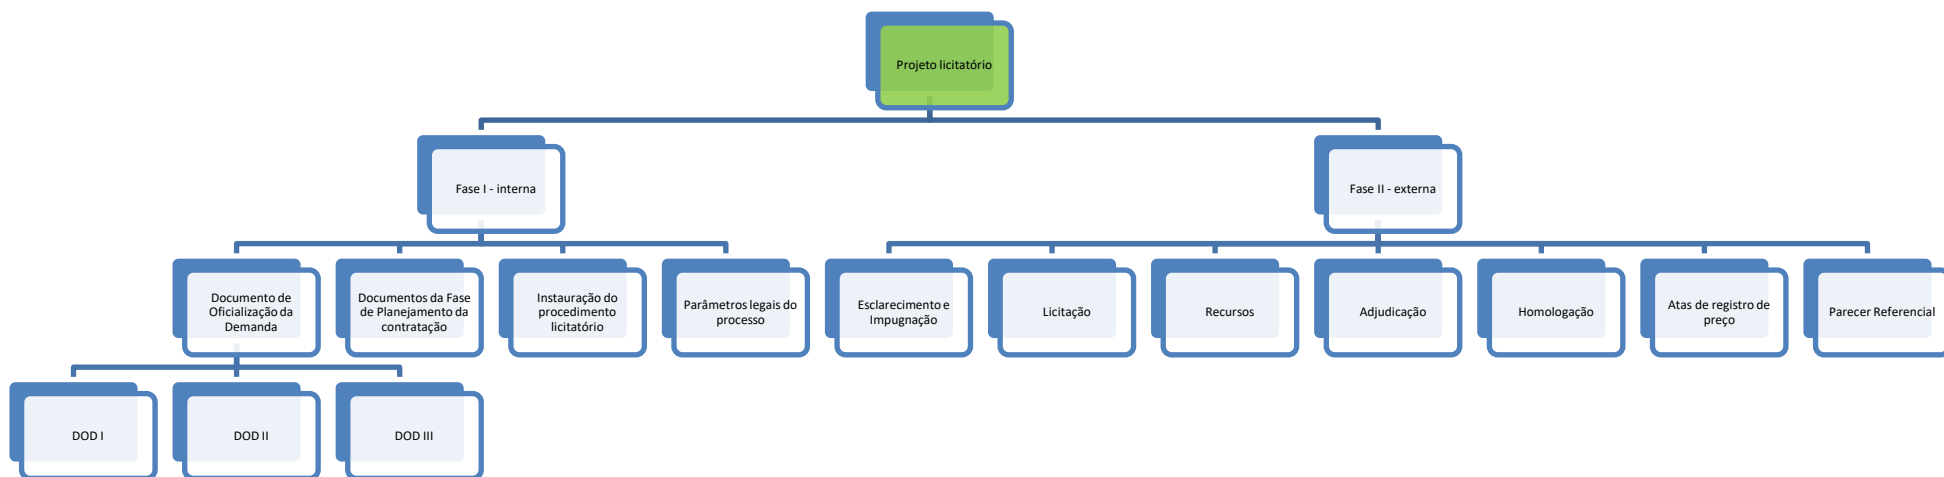 Projeto licitatório
Fase I - interna
Fase II - externa
Documento de
Oficialização da
Demanda
Documentos da Fase
de Planejamento da
contratação
Instauração do
procedimento
licitatório
Parâmetros legais do
processo
Esclarecimento e
Impugnação
Licitação
Recursos
Adjudicação
Homologação
Atas de registro de
preço
Parecer Referencial
DOD I
DOD II
DOD III